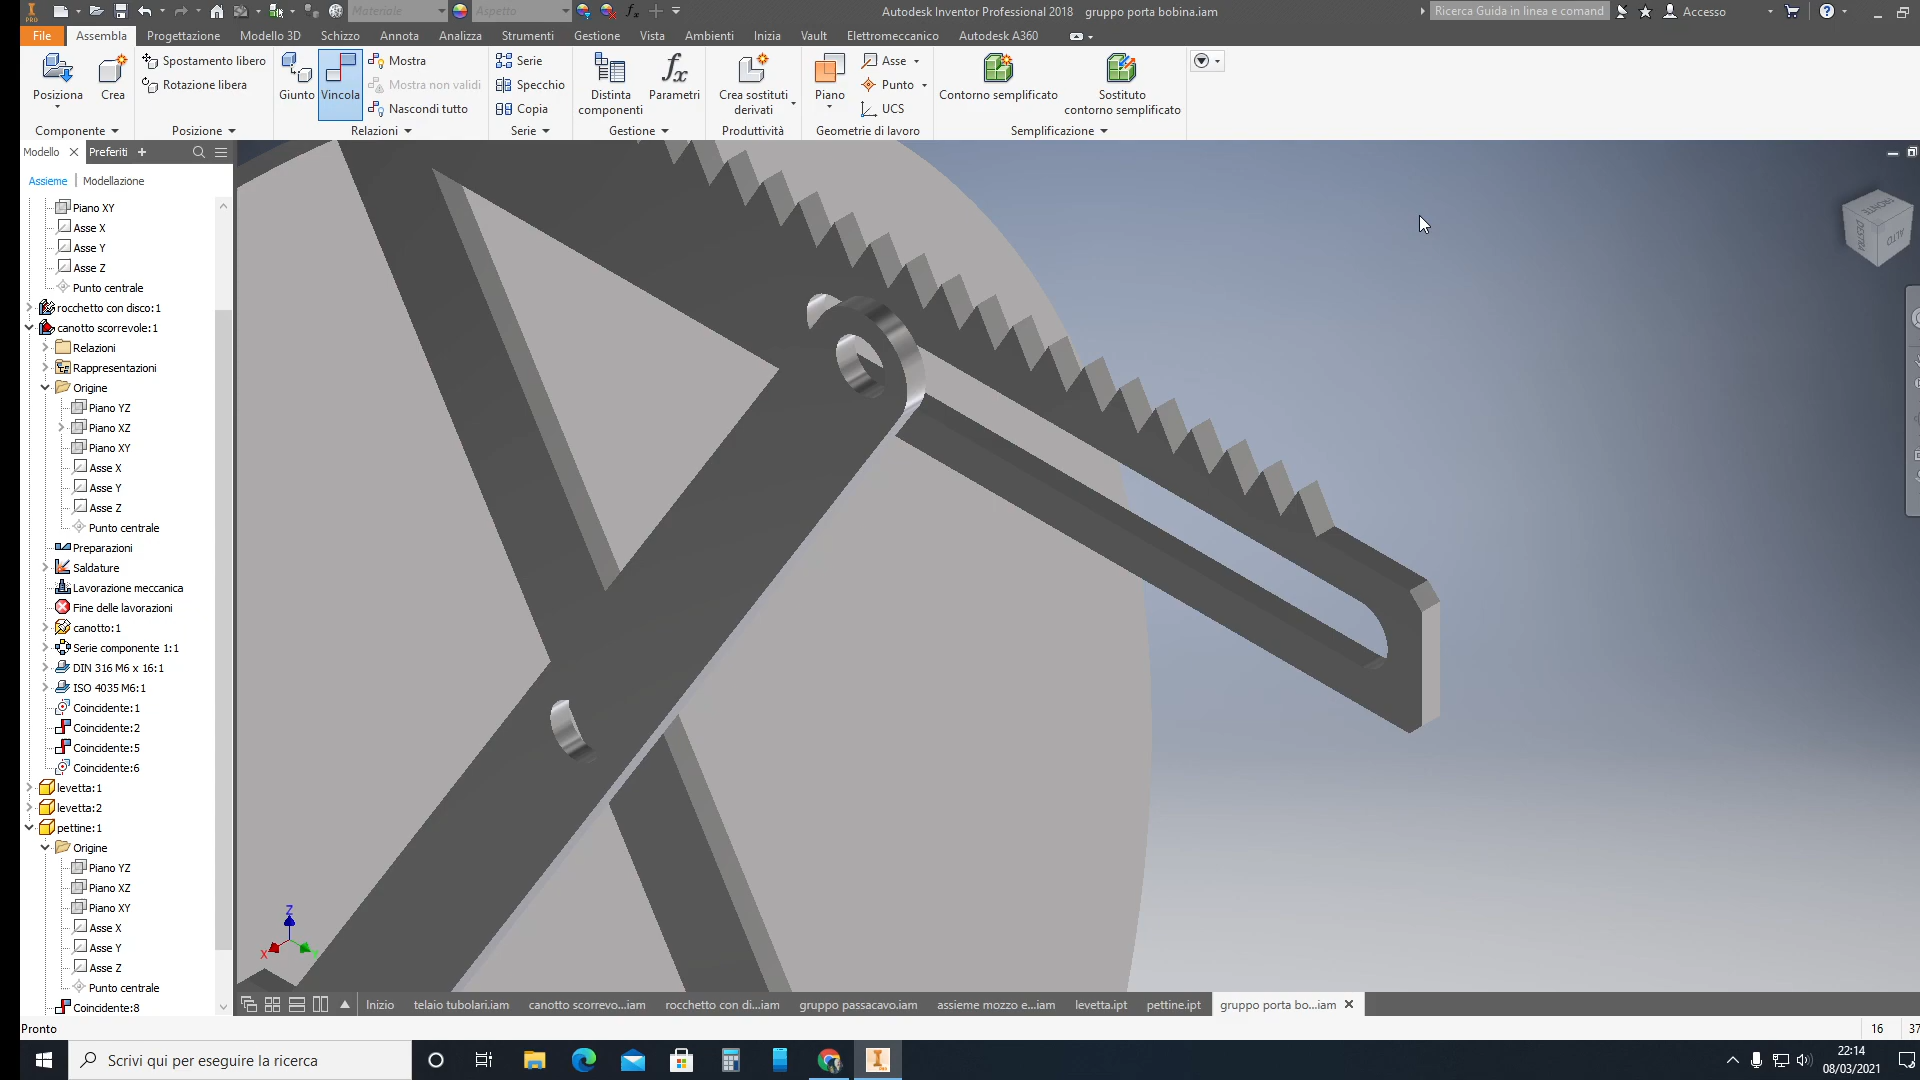 PRO
Materiale
Aspetto
Autodesk Inventor Professional 2018 gruppo porta bobina.iam
Ricerca Guida in linea e comand
Accesso
File Assembla Progettazione Modello 3D Schizzo Annota Analizza Strumenti Gestione Vista Ambienti Inizia Vault Elettromeccanico Autodesk A360
Posiziona
Crea
Spostamento libero
Rotazione libera
Giunto
Vincola
Mostra
Mostra non validi
Nascondi tutto
Serie
Specchio
Copia
Distinta
componenti
Parametri
Crea sostituti
derivati
Piano
Asse
Punto
UCS
Contorno semplificato
Sostituto
contorno semplificato
Componente Posizione Relazioni Serie Gestione Produttività Geometrie di lavoro Semplificazione
Modello Preferiti
Assieme Modellazione
Piano XY
Asse X
Asse Y
Asse Z
Punto centrale
rocchetto con disco:1
canotto scorrevole:1
Relazioni
Rappresentazioni
Origine
Piano YZ
Piano XZ
Piano XY
Asse X
Asse Y
Asse Z
Punto centrale
Preparazioni
Saldature
Lavorazione meccanica
Fine delle lavorazioni
canotto:1
Serie componente 1:1
DIN 316 M6 x 16:1
ISO 4035 M6:1
Coincidente:1
Coincidente:2
Coincidente:5
Coincidente:6
levetta:1
levetta:2
pettine:1
Origine
Piano YZ
Piano XZ
Piano XY
Asse X
Asse Y
Asse Z
Punto centrale
Coincidente:8
FRONTE
DESTRA
ALTO
Z
X
Inizio telaio tubolari.iam canotto scorrevo...iam rocchetto con di...iam gruppo passacavo.iam assieme mozzo e...iam levetta.ipt pettine.ipt gruppo porta bo...iam
Pronto
16
37
Scrivi qui per eseguire la ricerca
22:14
08/03/2021